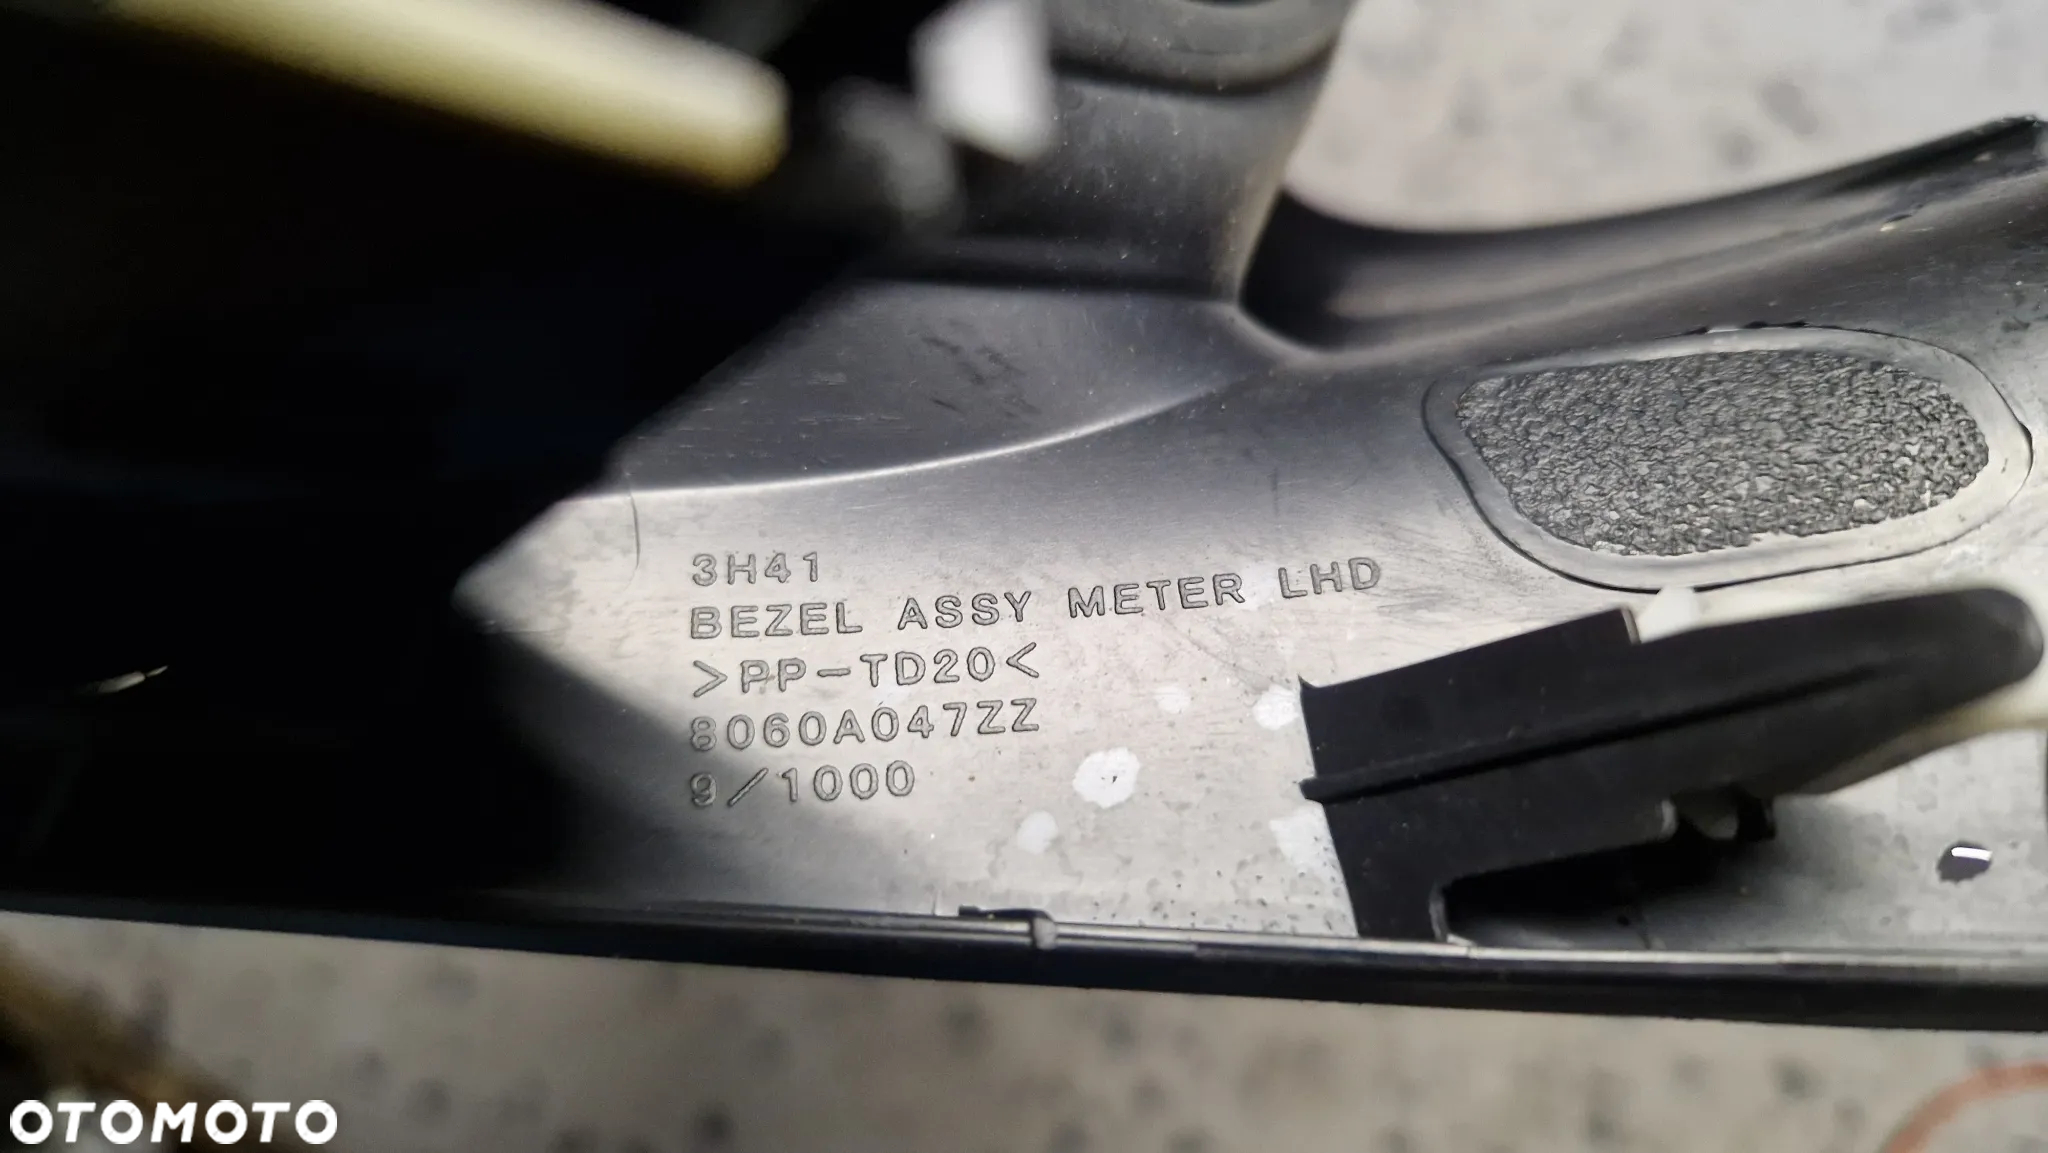 3H41
BEZEL ASSY METER LHD
>PP-TD20<
8060A047ZZ
9/1000
OTOMOTO